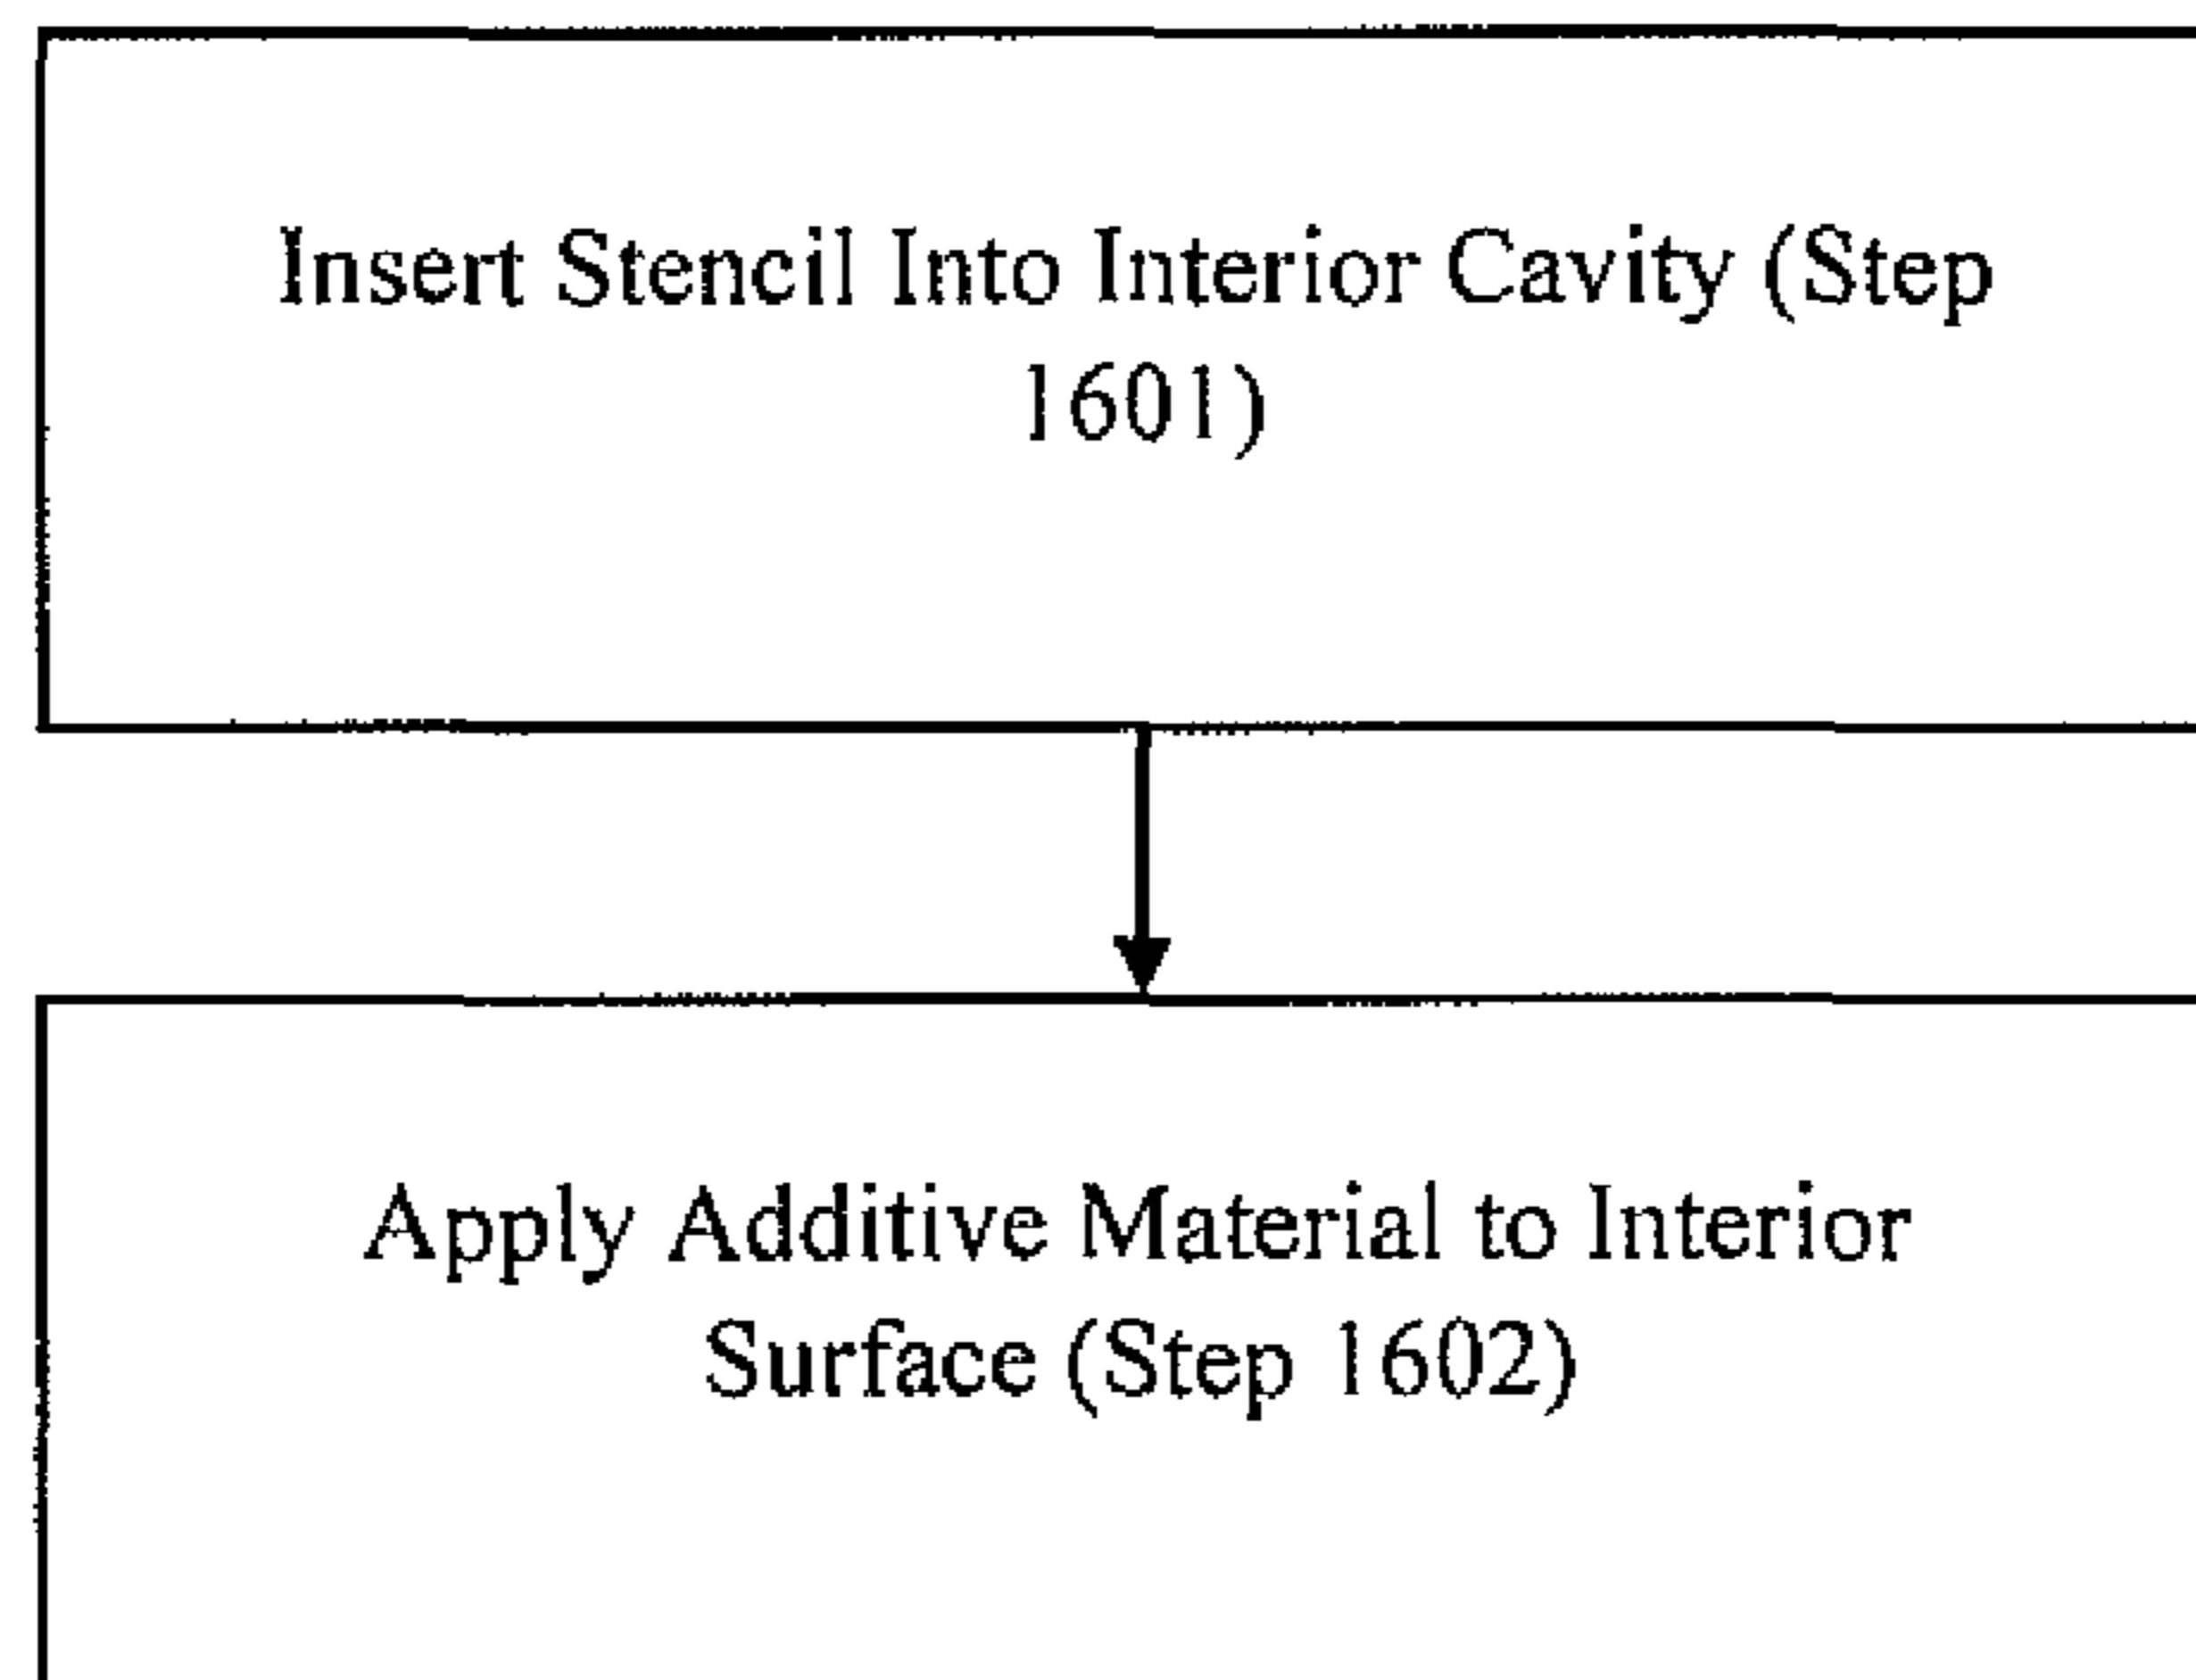 Insert Stencil Into Interior Cavity (Step
1601)
Apply Additive Material to Interior
Surface (Step 1602)